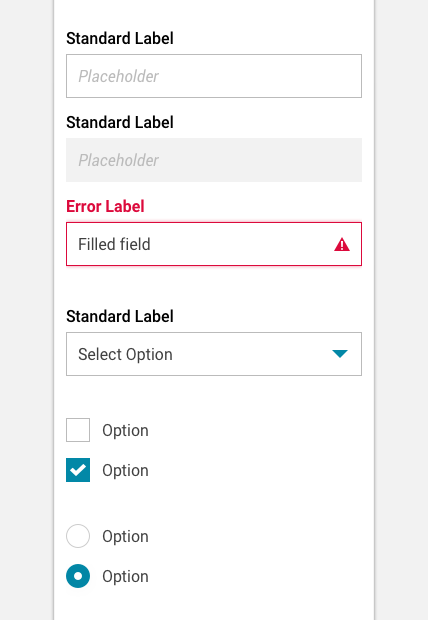 Standard Label
Placeholder
Standard Label
Placeholder
Error Label
Filled field
Standard Label
Select Option
Option
Option
Option
Option